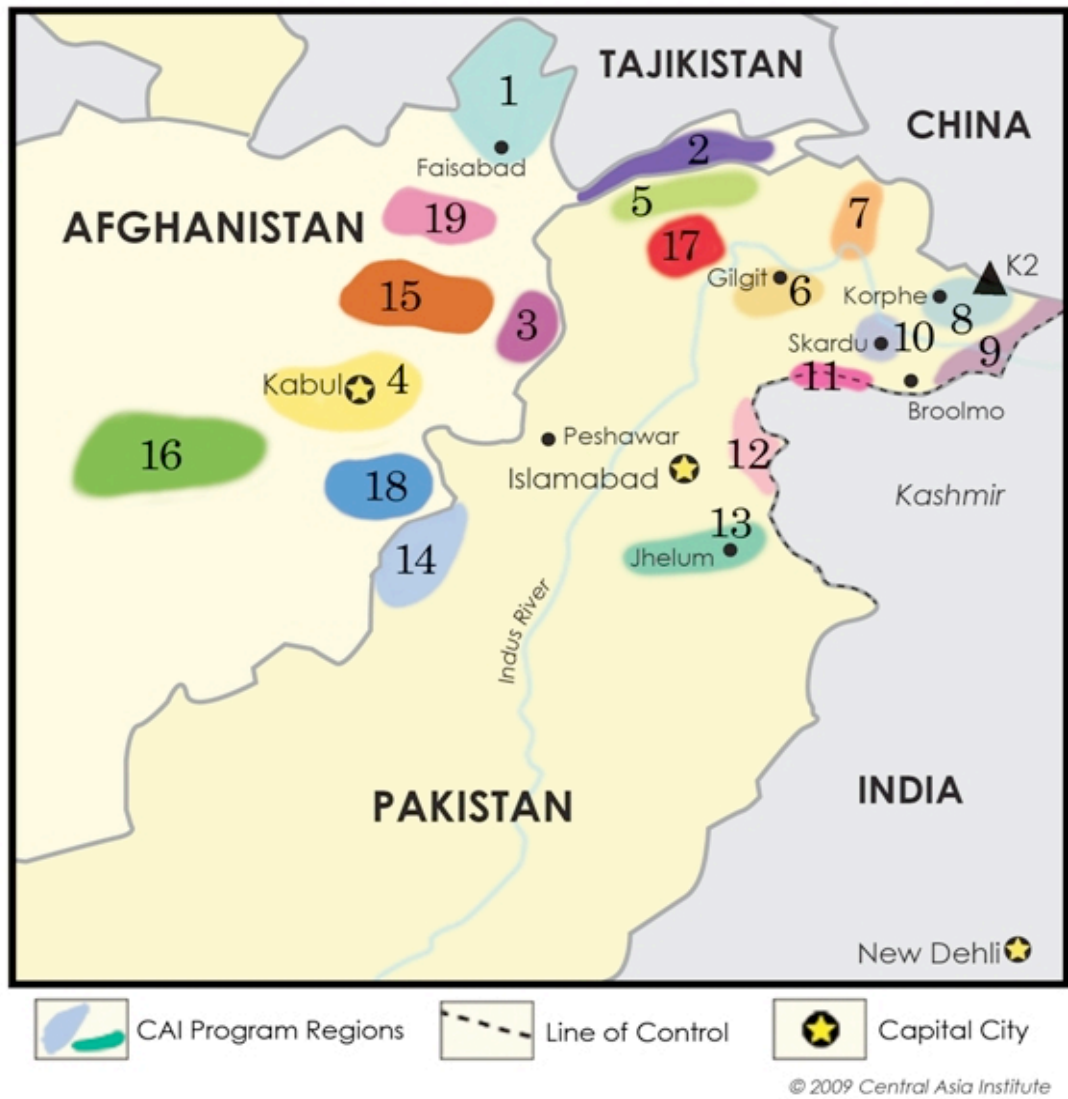 TAJIKISTAN
1
CHINA
2
Faisabad
5
7
19
AFGHANISTAN
17
K2
Gilgit
6
Korphe
15
8
3
Skardu
10
9
11
Kabul
4
Broolmo
Peshawar
12
16
Islamabad
18
Kashmir
13
14
Jhelum
Indus River
INDIA
PAKISTAN
New Dehli
CAI Program Regions
Line of Control
Capital City
© 2009 Central Asia Institute